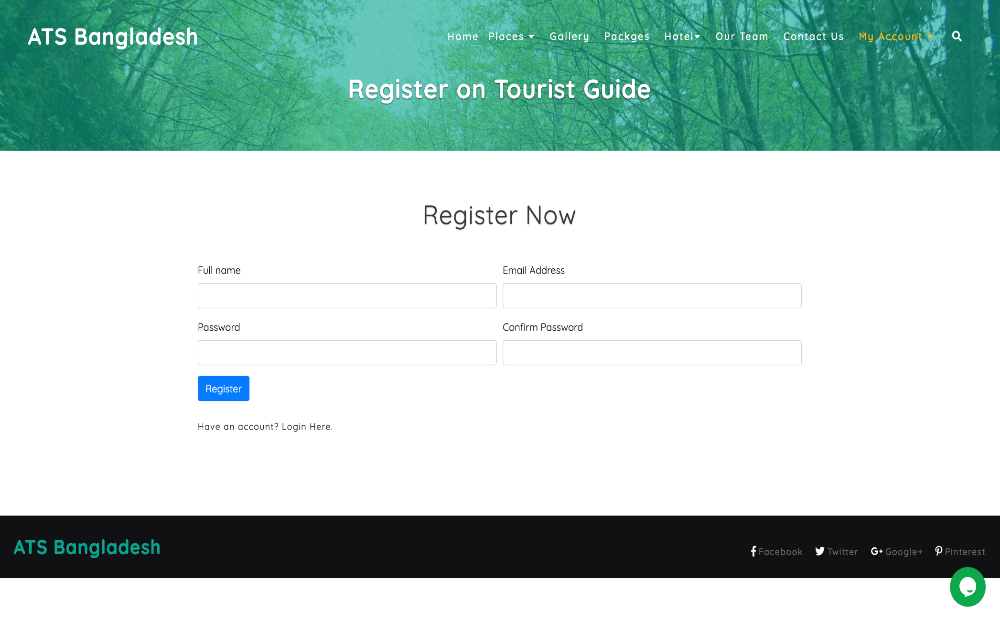 ATS Bangladesh
Home Places Gallery Packges Hotel Our Team Contact Us My Account
Register on Tourist Guide
Register Now
Full name Email Address
Password Confirm Password
Register
Have an account? Login Here.
ATS Bangladesh
Facebook Twitter G+ Google+ Pinterest